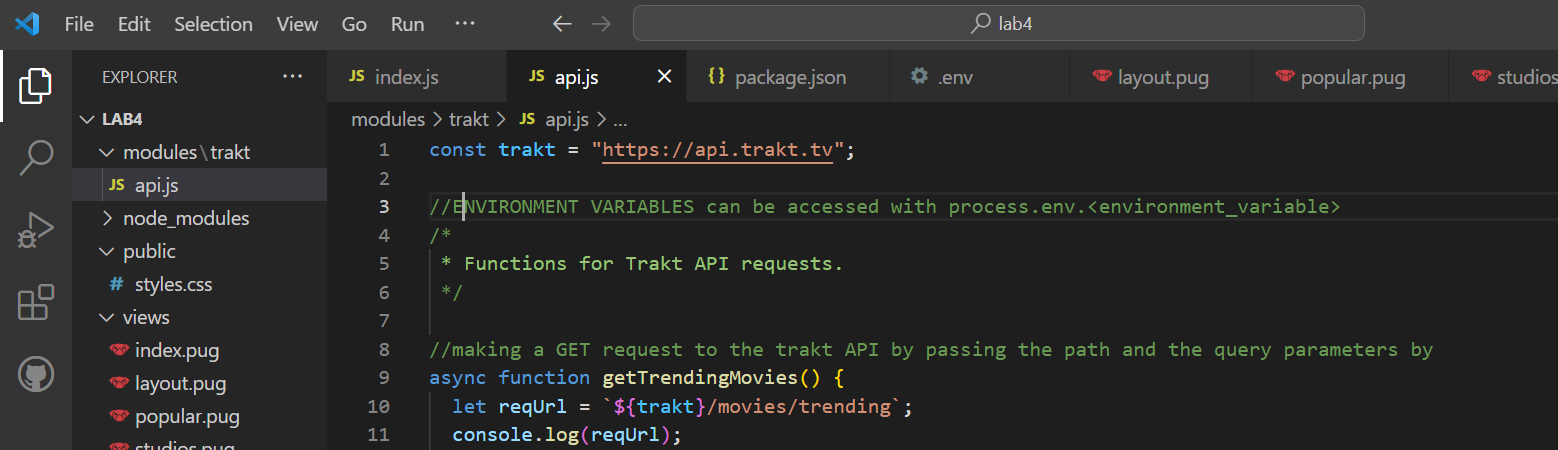 File Edit Selection View Go Run ··· lab4
EXPLORER ···
LAB4
modules\trakt
JS api.js
node_modules
public
# styles.css
views
index.pug
layout.pug
popular.pug
studios.pug
JS index.js JS api.js {} package.json .env layout.pug popular.pug studios
modules > trakt > JS api.js > ...
1 const trakt = "https://api.trakt.tv";
2
3 //ENVIRONMENT VARIABLES can be accessed with process.env.<environment_variable>
4 /*
5 * Functions for Trakt API requests.
6 */
7
8 //making a GET request to the trakt API by passing the path and the query parameters by
9 async function getTrendingMovies() {
10 let reqUrl = `${trakt}/movies/trending`;
11 console.log(reqUrl);